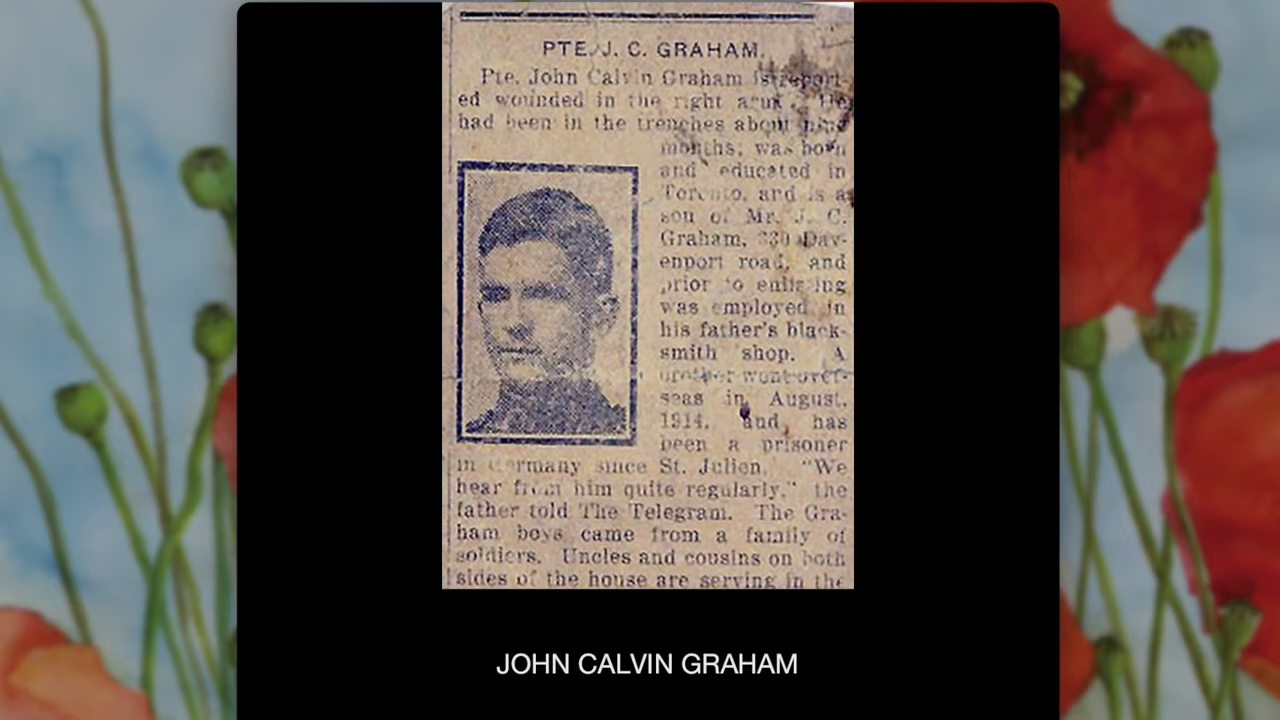 PTE. J. C. GRAHAM.
Pte. John Calvin Graham is report-
ed wounded in the right arm. He
had been in the trenches about nine
months; was born
and educated in
Toronto, and is a
son of Mr. J. C.
Graham, Dav-
enport road, and
prior to enlisting
was employed in
his father's black-
smith shop. A
brother went over-
seas in August,
1914, and has
been a prisoner
in Germany since St. Julien. "We
hear from him quite regularly," the
father told The Telegram. The Gra-
ham boys came from a family of
soldiers. Uncles and cousins on both
sides of the house are serving in the
JOHN CALVIN GRAHAM